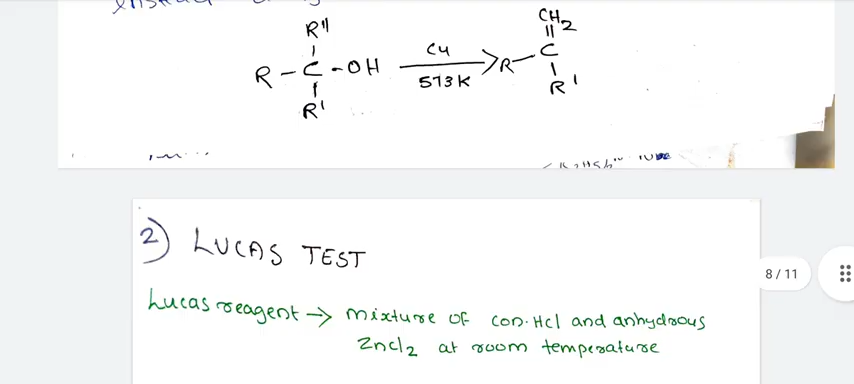 R"
R-C-OH Cu 573K > R-C
CH2
R'
R'
2) LUCAS TEST
Lucas reagent → mixture of con.Hcl and anhydrous
Zncl2 at room temperature
8 / 11